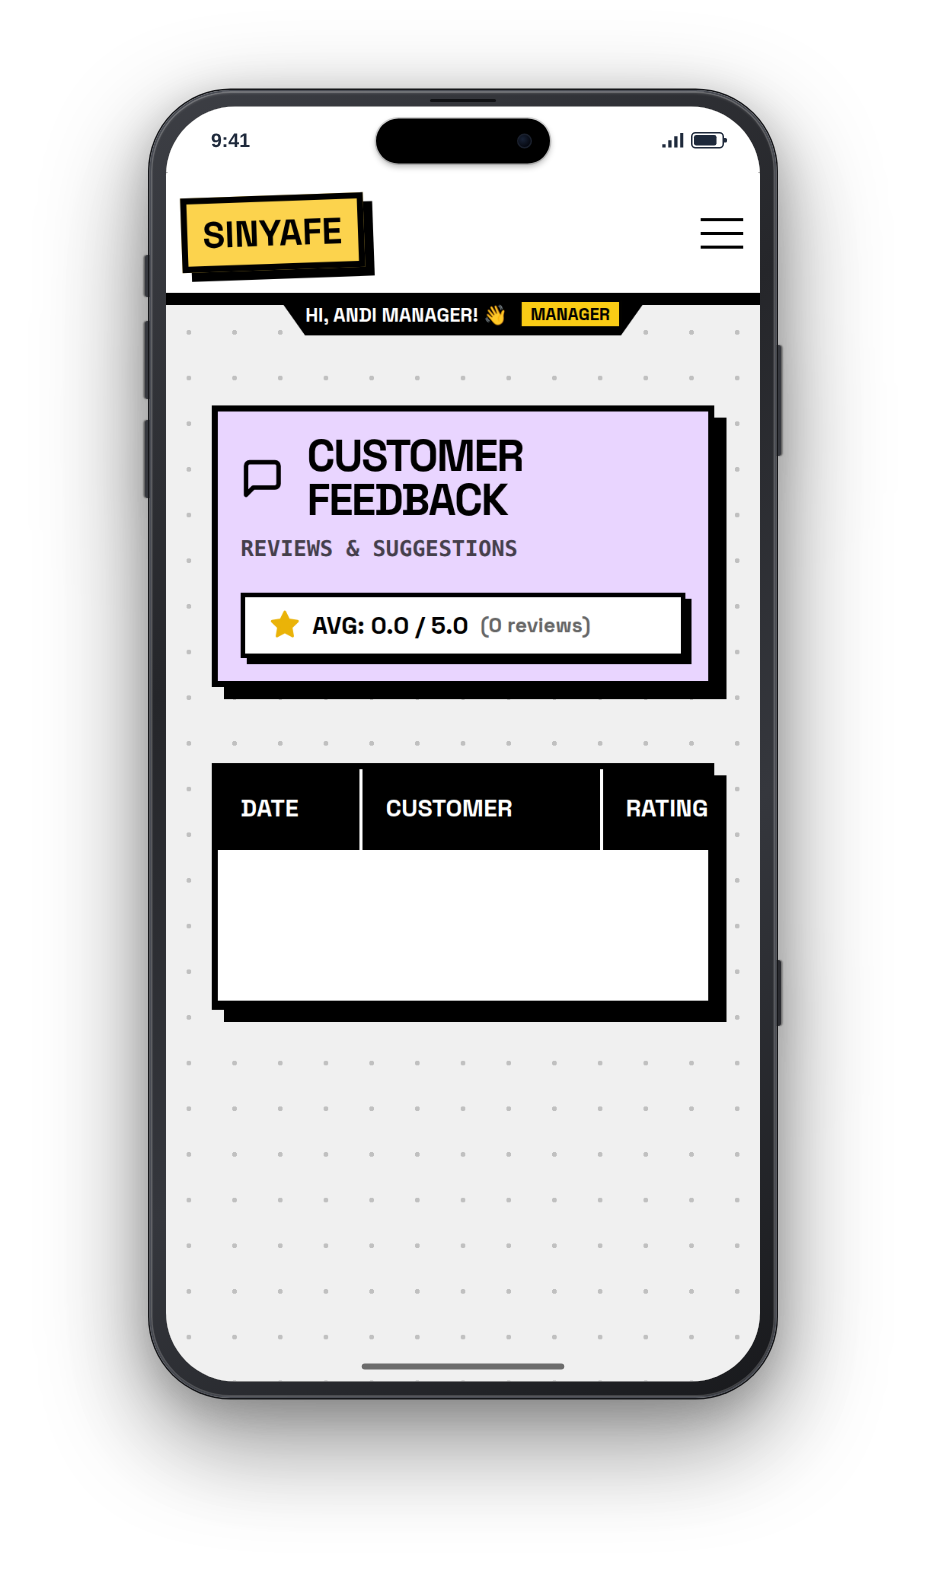 9:41
SINYAFE
HI, ANDI MANAGER! 👋 MANAGER
CUSTOMER
FEEDBACK
REVIEWS & SUGGESTIONS
AVG: 0.0 / 5.0 (0 reviews)
DATE CUSTOMER RATING